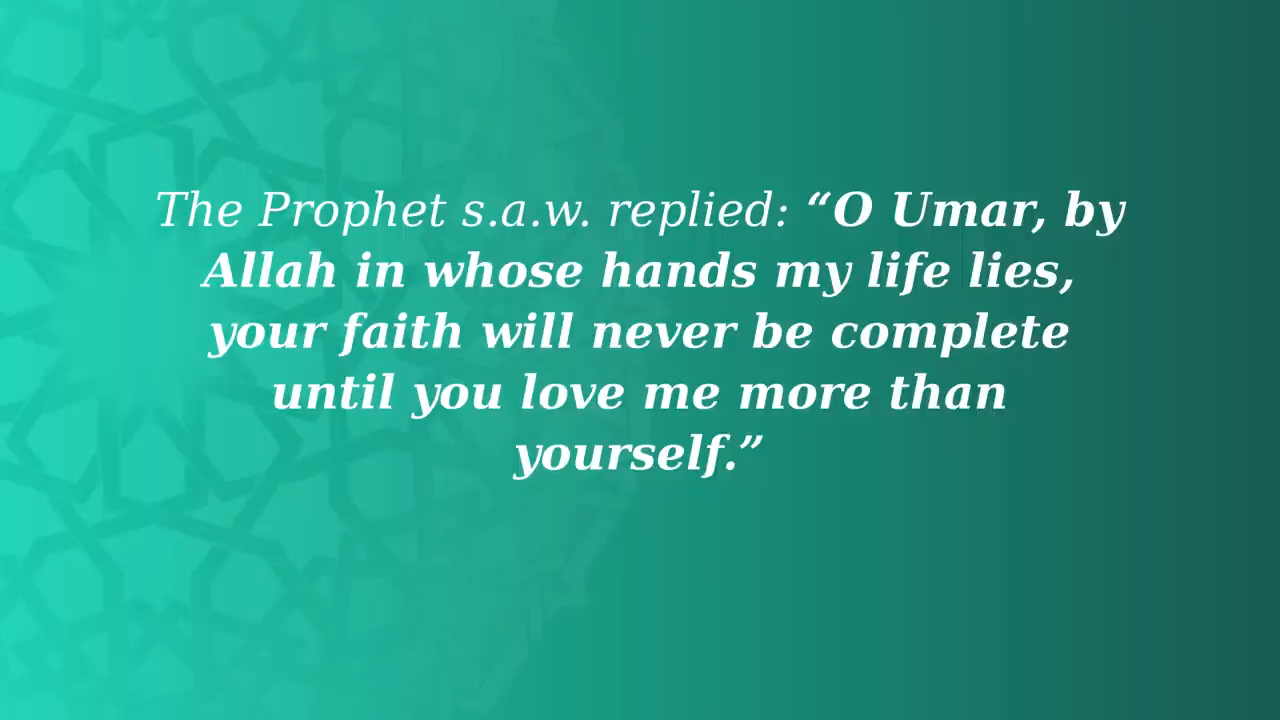 The Prophet s.a.w. replied: “O Umar, by
Allah in whose hands my life lies,
your faith will never be complete
until you love me more than
yourself.”